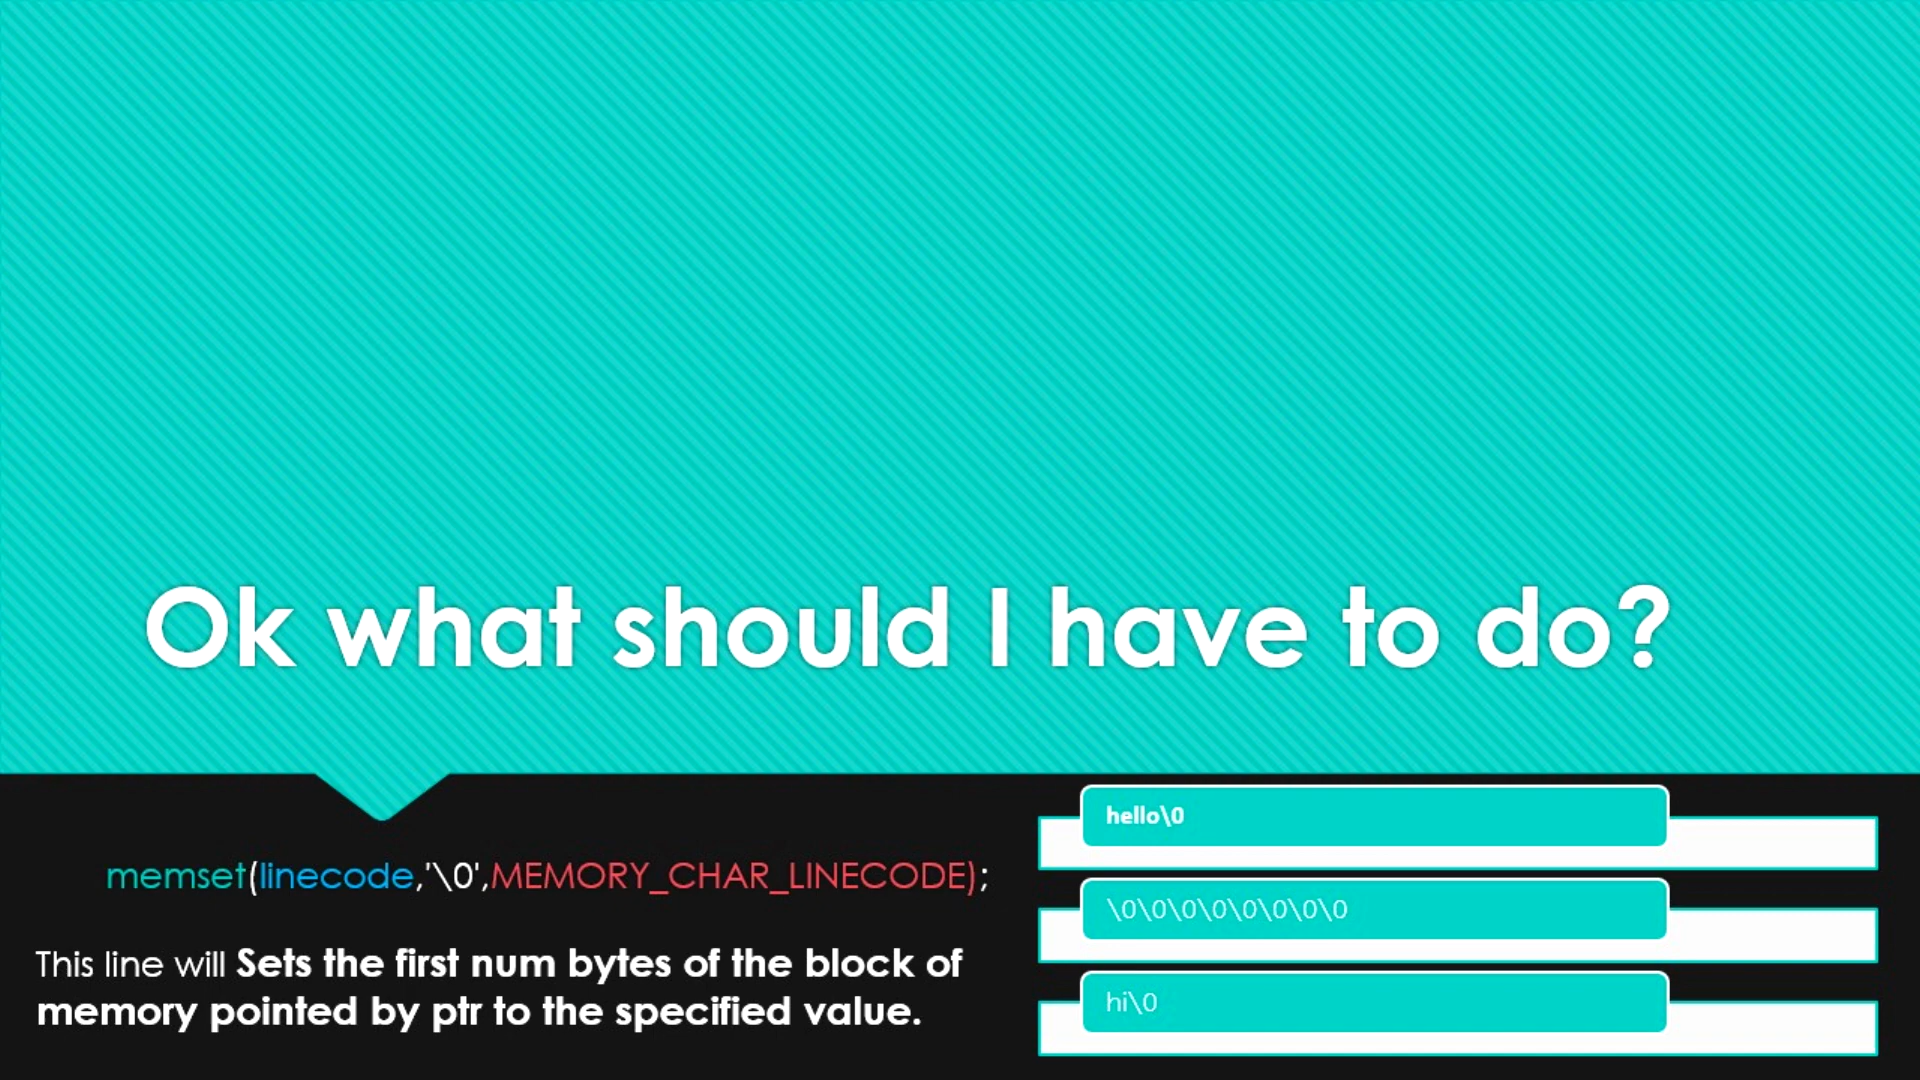 Ok what should I have to do?
memset(linecode,'\0',MEMORY_CHAR_LINECODE);
This line will Sets the first num bytes of the block of
memory pointed by ptr to the specified value.
hello\0
\0\0\0\0\0\0\0\0
hi\0